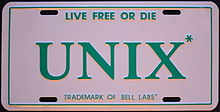 LIVE FREE OR DIE
UNIX*
TRADEMARK OF BELL LABS*